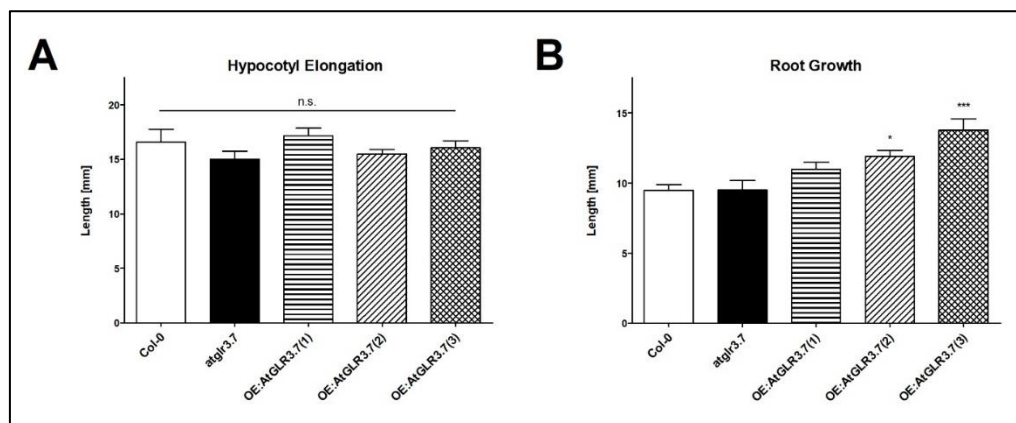 A
Hypocotyl Elongation
n.s.
20
15
10
5
0
Length [mm]
Col-0
atglr3.7
OE:AtGLR3.7(1)
OE:AtGLR3.7(2)
OE:AtGLR3.7(3)
B
Root Growth
***
*
15
10
5
0
Length [mm]
Col-0
atglr3.7
OE:AtGLR3.7(1)
OE:AtGLR3.7(2)
OE:AtGLR3.7(3)